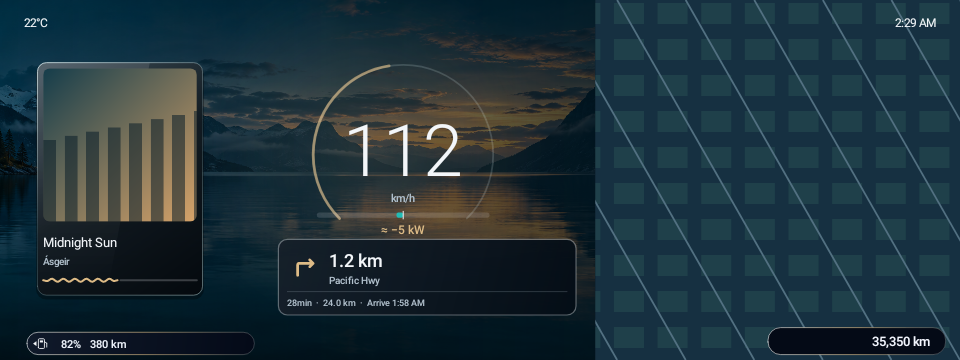 22°C
2:29 AM
112
km/h
≈ −5 kW
Midnight Sun
Ásgeir
1.2 km
Pacific Hwy
28min · 24.0 km · Arrive 1:58 AM
82% 380 km
35,350 km